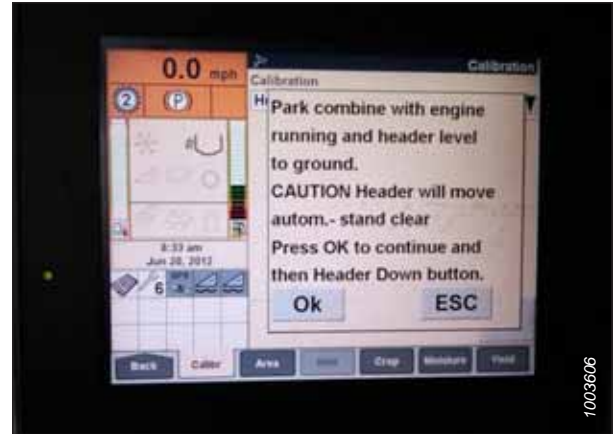 0.0 mph
Calibration
Calibration
2
P
H
Park combine with engine
running and header level
to ground.
CAUTION Header will move
autom.- stand clear
Press OK to continue and
then Header Down button.
Ok ESC
8:33 am
Jun 28, 2012
6
Back Calibr Area Crop Moisture Yield
1003606